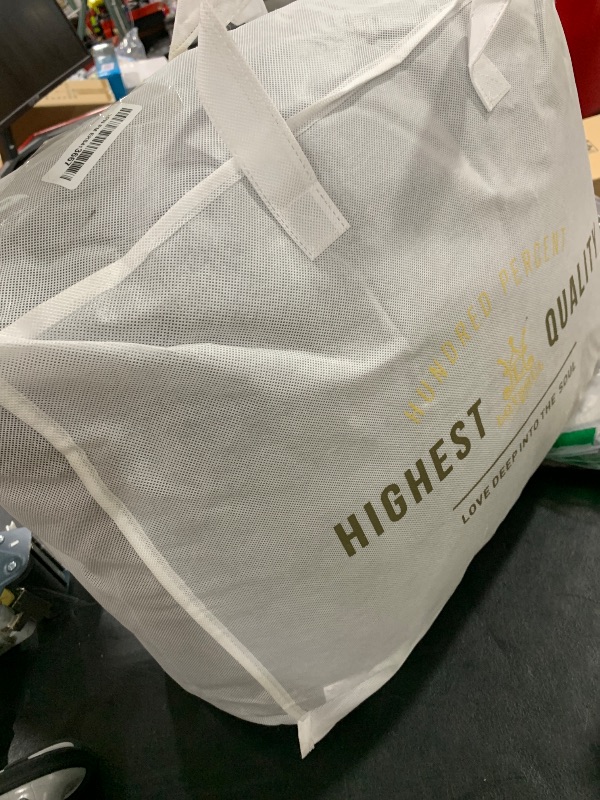 HUNDRED PERCENT
HIGHEST QUALITY
LOVE DEEP INTO THE SOUL